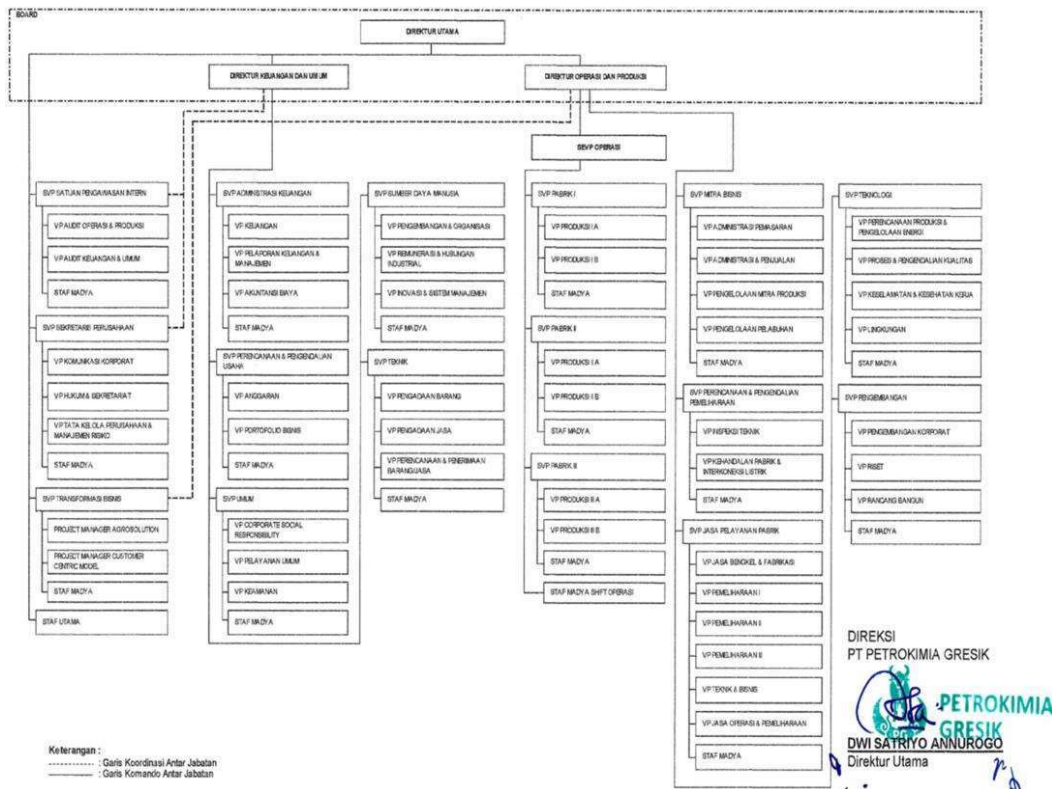 BOARD
DIREKTUR UTAMA
DIREKTUR KEUANGAN DAN UMUM
DIREKTUR OPERASI DAN PRODUKSI
SEVP OPERASI
SVP SATUAN PENGAWASAN INTERN
VP AUDIT OPERASI & PRODUKSI
VP AUDIT KEUANGAN & UMUM
STAF MADYA
SVP SEKRETARIS PERUSAHAAN
VP KOMUNIKASI KORPORAT
VP HUKUM & SEKRETARIAT
VP TATA KELOLA PERUSAHAAN &
MANAJEMEN RISIKO
STAF MADYA
SVP TRANSFORMASI BISNIS
PROJECT MANAGER AGROSOLUTION
PROJECT MANAGER CUSTOMER
CENTRIC MODEL
STAF MADYA
STAF UTAMA
SVP ADMINISTRASI KEUANGAN
VP KEUANGAN
VP PELAPORAN KEUANGAN &
MANAJEMEN
VP AKUNTANSI BIAYA
STAF MADYA
SVP PERENCANAAN & PENGENDALIAN
USAHA
VP ANGGARAN
VP PORTOFOLIO BISNIS
STAF MADYA
SVP UMUM
VP CORPORATE SOCIAL
RESPONSIBILITY
VP PELAYANAN UMUM
VP KEAMANAN
STAF MADYA
SVP SUMBER DAYA MANUSIA
VP PENGEMBANGAN & ORGANISASI
VP REMUNERASI & HUBUNGAN
INDUSTRIAL
VP INOVASI & SISTEM MANAJEMEN
STAF MADYA
SVP TEKNIK
VP PENGADAAN BARANG
VP PENGADAAN JASA
VP PERENCANAAN & PENERIMAAN
BARANG/JASA
STAF MADYA
SVP PABRIK I
VP PRODUKSI I A
VP PRODUKSI I B
STAF MADYA
SVP PABRIK II
VP PRODUKSI II A
VP PRODUKSI II B
STAF MADYA
SVP PABRIK III
VP PRODUKSI III A
VP PRODUKSI III B
STAF MADYA
STAF MADYA SHIFT OPERASI
SVP MITRA BISNIS
VP ADMINISTRASI PEMASARAN
VP ADMINISTRASI & PENJUALAN
VP PENGELOLAAN MITRA PRODUKSI
VP PENGELOLAAN PELABUHAN
STAF MADYA
SVP PERENCANAAN & PENGENDALIAN
PEMELIHARAAN
VP INSPEKSI TEKNIK
VP KEHANDALAN PABRIK &
INTERKONEKSI LISTRIK
STAF MADYA
SVP JASA PELAYANAN PABRIK
VP JASA BENGKEL & FABRIKASI
VP PEMELIHARAAN I
VP PEMELIHARAAN II
VP PEMELIHARAAN III
VP TEKNIK & BISNIS
VP JASA OPERASI & PEMELIHARAAN
STAF MADYA
SVP TEKNOLOGI
VP PERENCANAAN PRODUKSI &
PENGELOLAAN ENERGI
VP PROSES & PENGENDALIAN KUALITAS
VP KESELAMATAN & KESEHATAN KERJA
VP LINGKUNGAN
STAF MADYA
SVP PENGEMBANGAN
VP PENGEMBANGAN KORPORAT
VP RISET
VP RANCANG BANGUN
STAF MADYA
DIREKSI
PT PETROKIMIA GRESIK
PETROKIMIA
GRESIK
DWI SATRIYO ANNUROGO
Direktur Utama
Keterangan :
: Garis Koordinasi Antar Jabatan
: Garis Komando Antar Jabatan